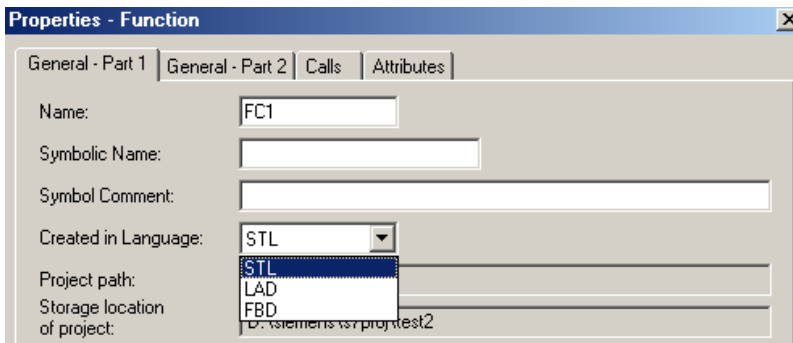 Properties - Function
General - Part 1 General - Part 2 Calls Attributes
Name: FC1
Symbolic Name:
Symbol Comment:
Created in Language: STL
STL
Project path:
LAD
Storage location
FBD
of project: D:\siemens\s7proj\test2